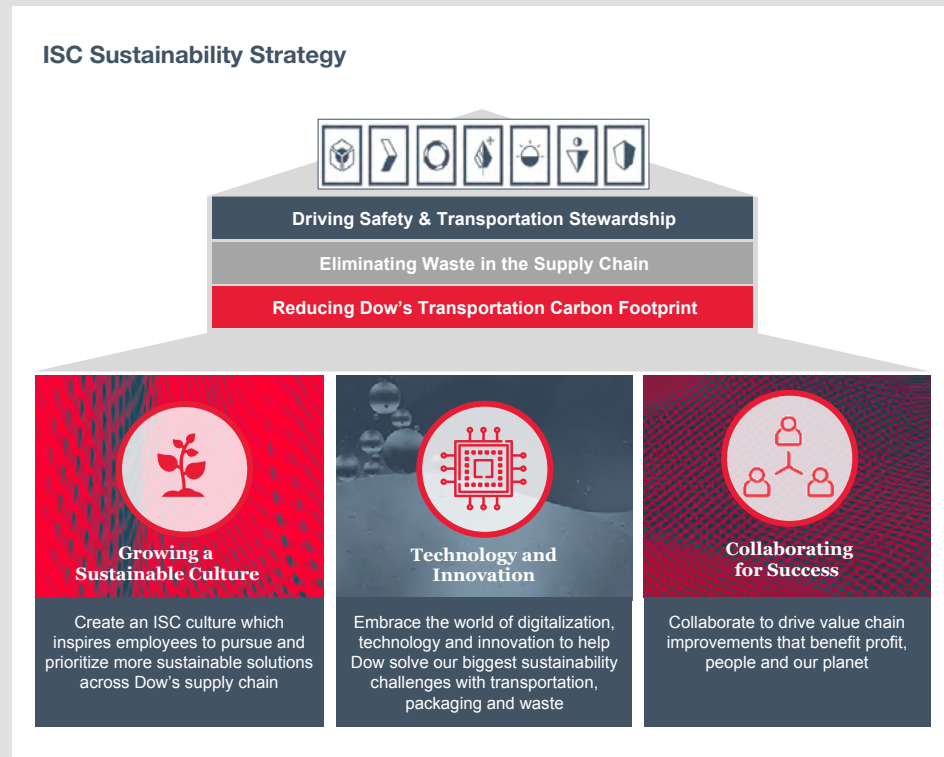 ISC Sustainability Strategy
Driving Safety & Transportation Stewardship
Eliminating Waste in the Supply Chain
Reducing Dow's Transportation Carbon Footprint
Growing a
Sustainable Culture
Create an ISC culture which
inspires employees to pursue and
prioritize more sustainable solutions
across Dow's supply chain
Technology and
Innovation
Embrace the world of digitalization,
technology and innovation to help
Dow solve our biggest sustainability
challenges with transportation,
packaging and waste
Collaborating
for Success
Collaborate to drive value chain
improvements that benefit profit,
people and our planet